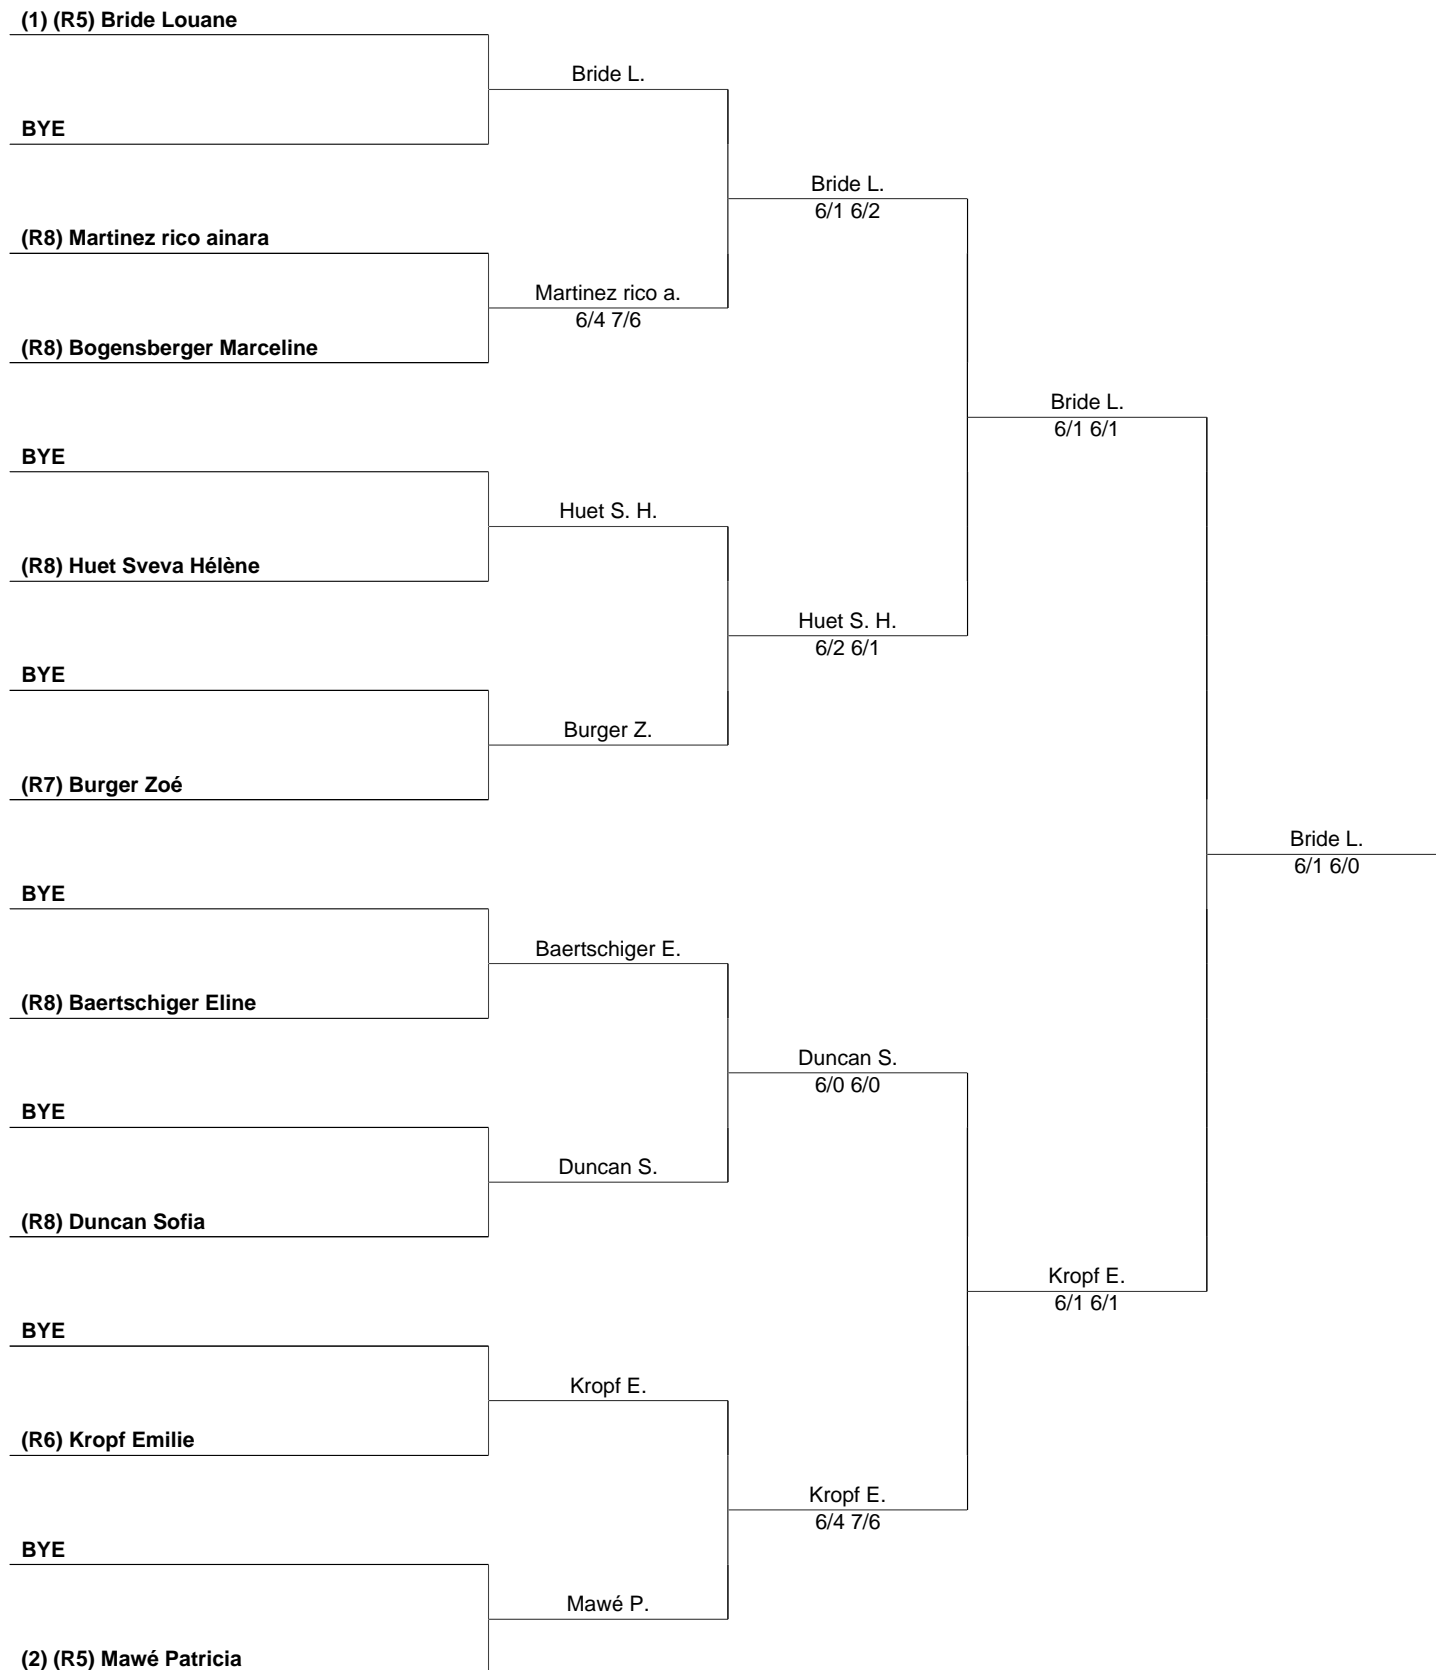 (1) (R5) Bride Louane
Bride L.
BYE
Bride L.
6/1 6/2
(R8) Martinez rico ainara
Martinez rico a.
6/4 7/6
(R8) Bogensberger Marceline
Bride L.
6/1 6/1
BYE
Huet S. H.
(R8) Huet Sveva Hélène
Huet S. H.
6/2 6/1
BYE
Burger Z.
(R7) Burger Zoé
Bride L.
6/1 6/0
BYE
Baertschiger E.
(R8) Baertschiger Eline
Duncan S.
6/0 6/0
BYE
Duncan S.
(R8) Duncan Sofia
Kropf E.
6/1 6/1
BYE
Kropf E.
(R6) Kropf Emilie
Kropf E.
6/4 7/6
BYE
Mawé P.
(2) (R5) Mawé Patricia